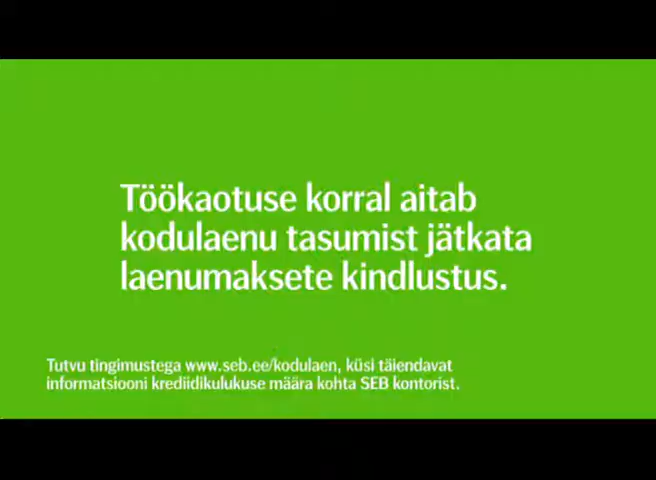 Töökaotuse korral aitab
kodulaenu tasumist jätkata
laenumaksete kindlustus.
Tutvu tingimustega www.seb.ee/kodulaen, küsi täiendavat
informatsiooni krediidikulukuse määra kohta SEB kontorist.